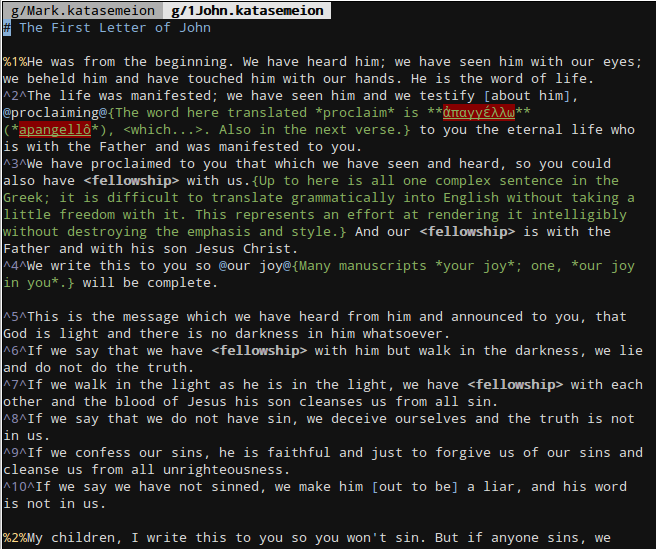 g/Mark.katasemeion g/1John.katasemeion
# The First Letter of John
%1%He was from the beginning. We have heard him; we have seen him with our eyes;
we beheld him and have touched him with our hands. He is the word of life.
^2^The life was manifested; we have seen him and we testify [about him],
@proclaiming@{The word here translated *proclaim* is **ἀπαγγέλλω**
(*apangellô*), <which...>. Also in the next verse.} to you the eternal life who
is with the Father and was manifested to you.
^3^We have proclaimed to you that which we have seen and heard, so you could
also have <fellowship> with us.{Up to here is all one complex sentence in the
Greek; it is difficult to translate grammatically into English without taking a
little freedom with it. This represents an effort at rendering it intelligibly
without destroying the emphasis and style.} And our <fellowship> is with the
Father and with his son Jesus Christ.
^4^We write this to you so @our joy@{Many manuscripts *your joy*; one, *our joy
in you*.} will be complete.
^5^This is the message which we have heard from him and announced to you, that
God is light and there is no darkness in him whatsoever.
^6^If we say that we have <fellowship> with him but walk in the darkness, we lie
and do not do the truth.
^7^If we walk in the light as he is in the light, we have <fellowship> with each
other and the blood of Jesus his son cleanses us from all sin.
^8^If we say that we do not have sin, we deceive ourselves and the truth is not
in us.
^9^If we confess our sins, he is faithful and just to forgive us of our sins and
cleanse us from all unrighteousness.
^10^If we say we have not sinned, we make him [out to be] a liar, and his word
is not in us.
%2%My children, I write this to you so you won't sin. But if anyone sins, we